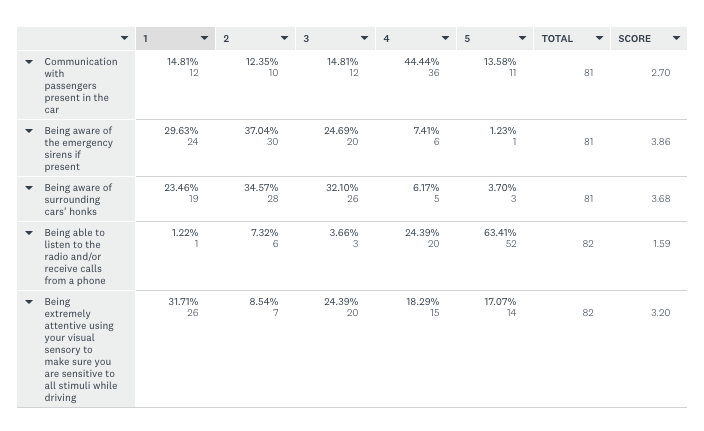 1 2 3 4 5 TOTAL SCORE
Communication 14.81% 12.35% 14.81% 44.44% 13.58%
with 12 10 12 36 11 81 2.70
passengers
present in the
car
Being aware of 29.63% 37.04% 24.69% 7.41% 1.23%
the emergency 24 30 20 6 1 81 3.86
sirens if
present
Being aware of 23.46% 34.57% 32.10% 6.17% 3.70%
surrounding 19 28 26 5 3 81 3.68
cars' honks
Being able to 1.22% 7.32% 3.66% 24.39% 63.41%
listen to the 1 6 3 20 52 82 1.59
radio and/or
receive calls
from a phone
Being 31.71% 8.54% 24.39% 18.29% 17.07%
extremely 26 7 20 15 14 82 3.20
attentive using
your visual
sensory to
make sure you
are sensitive to
all stimuli while
driving